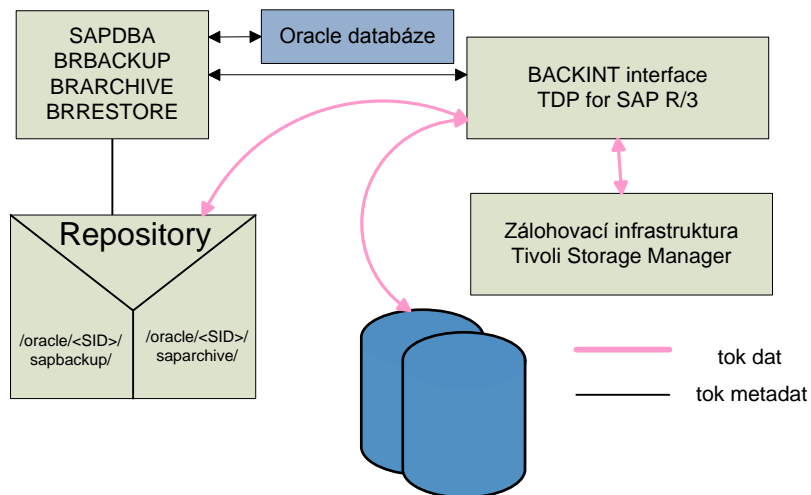 SAPDBA
BRBACKUP
BRARCHIVE
BRRESTORE
Oracle databáze
BACKINT interface
TDP for SAP R/3
Repository
/oracle/<SID>/
sapbackup/
/oracle/<SID>/
saparchive/
Zálohovací infrastruktura
Tivoli Storage Manager
tok dat
tok metadat